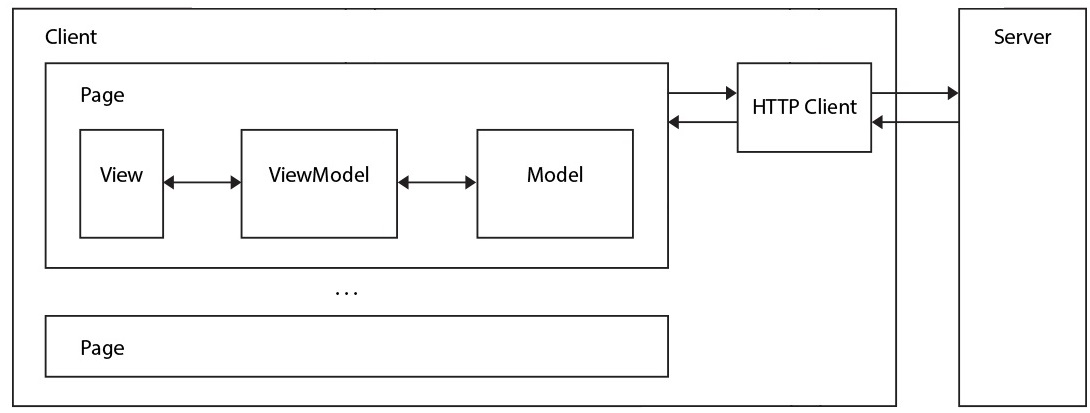 Client
Server
Page
HTTP Client
View
ViewModel
Model
...
Page